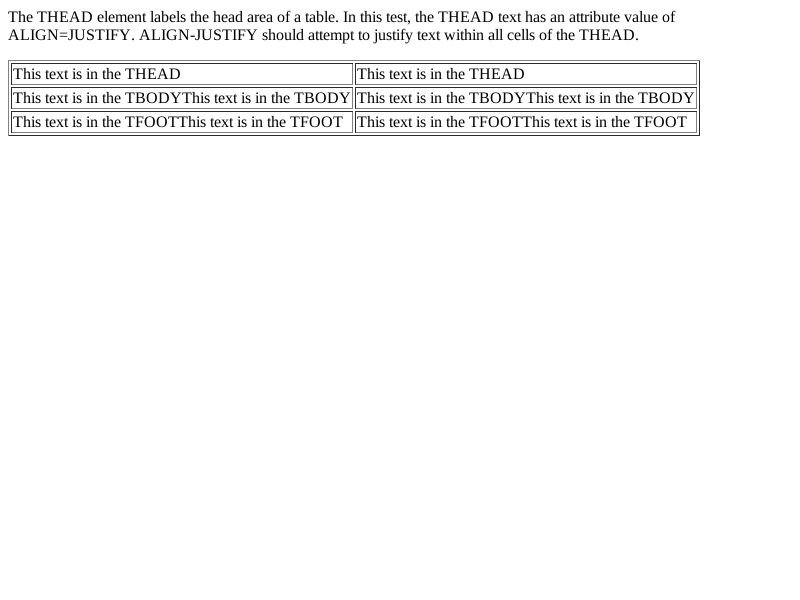 The THEAD element labels the head area of a table. In this test, the THEAD text has an attribute value of
ALIGN=JUSTIFY. ALIGN-JUSTIFY should attempt to justify text within all cells of the THEAD.
This text is in the THEAD This text is in the THEAD
This text is in the TBODYThis text is in the TBODY This text is in the TBODYThis text is in the TBODY
This text is in the TFOOTThis text is in the TFOOT This text is in the TFOOTThis text is in the TFOOT